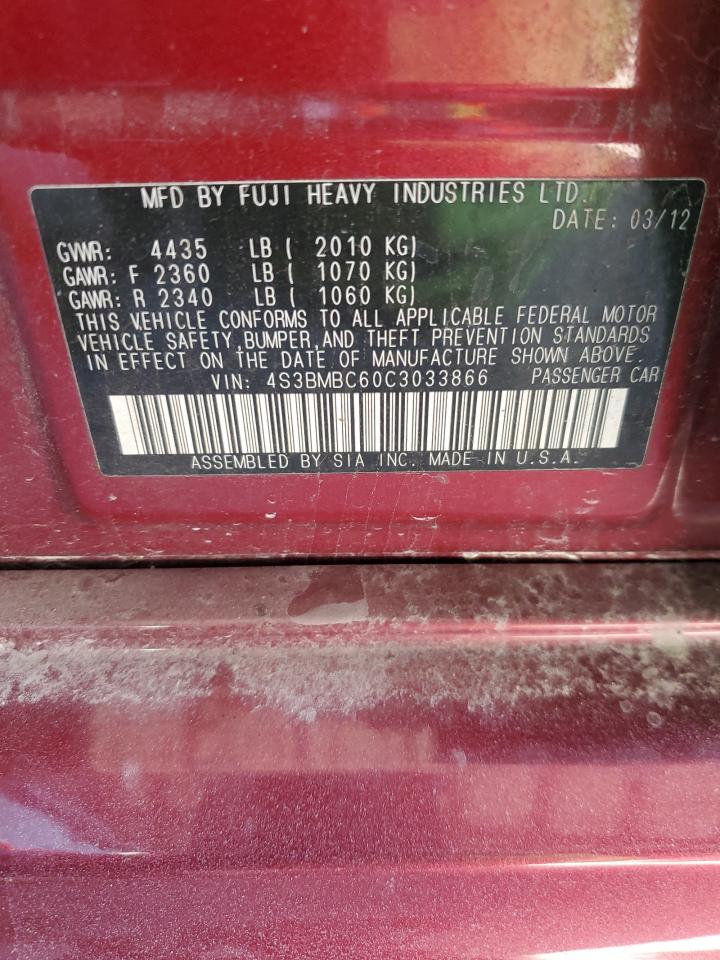 MFD BY FUJI HEAVY INDUSTRIES LTD.
DATE: 03/12
GVWR: 4435 LB ( 2010 KG)
GAWR: F 2360 LB ( 1070 KG)
GAWR: R 2340 LB ( 1060 KG)
THIS VEHICLE CONFORMS TO ALL APPLICABLE FEDERAL MOTOR
VEHICLE SAFETY, BUMPER, AND THEFT PREVENTION STANDARDS
IN EFFECT ON THE DATE OF MANUFACTURE SHOWN ABOVE.
VIN: 4S3BMBC60C3033866 PASSENGER CAR
ASSEMBLED BY SIA INC. MADE IN U.S.A.